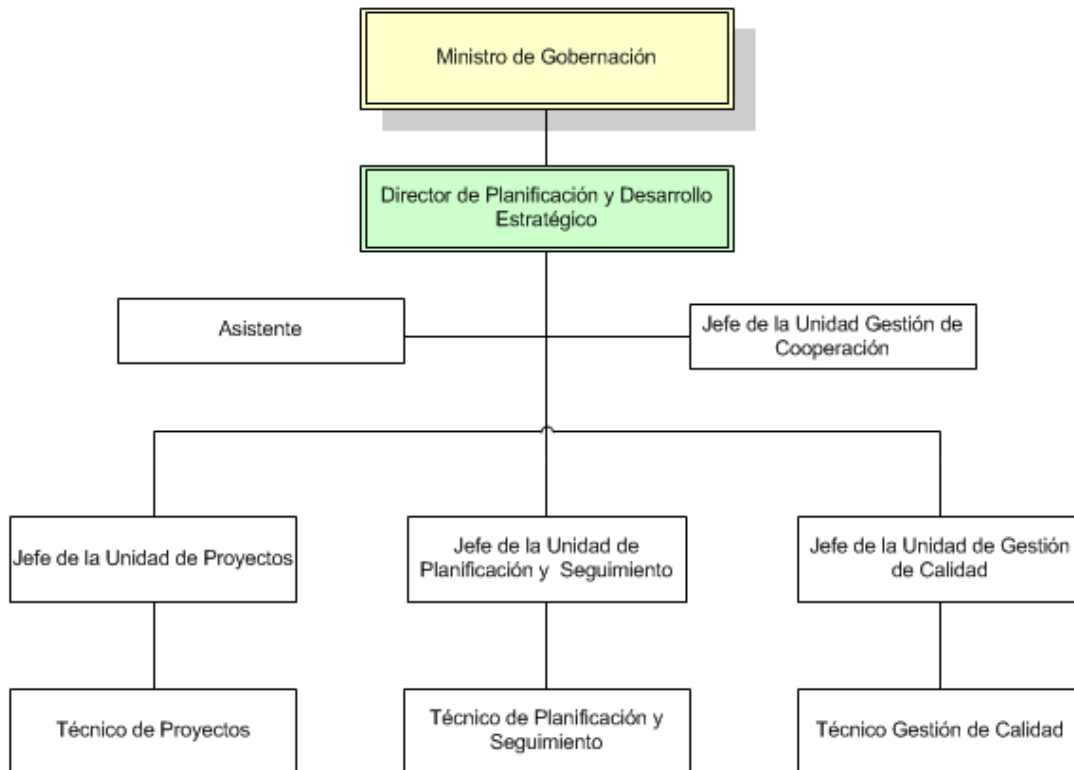 Ministro de Gobernación
Director de Planificación y Desarrollo
Estratégico
Asistente
Jefe de la Unidad Gestión de
Cooperación
Jefe de la Unidad de Proyectos
Jefe de la Unidad de
Planificación y Seguimiento
Jefe de la Unidad de Gestión
de Calidad
Técnico de Proyectos
Técnico de Planificación y
Seguimiento
Técnico Gestión de Calidad